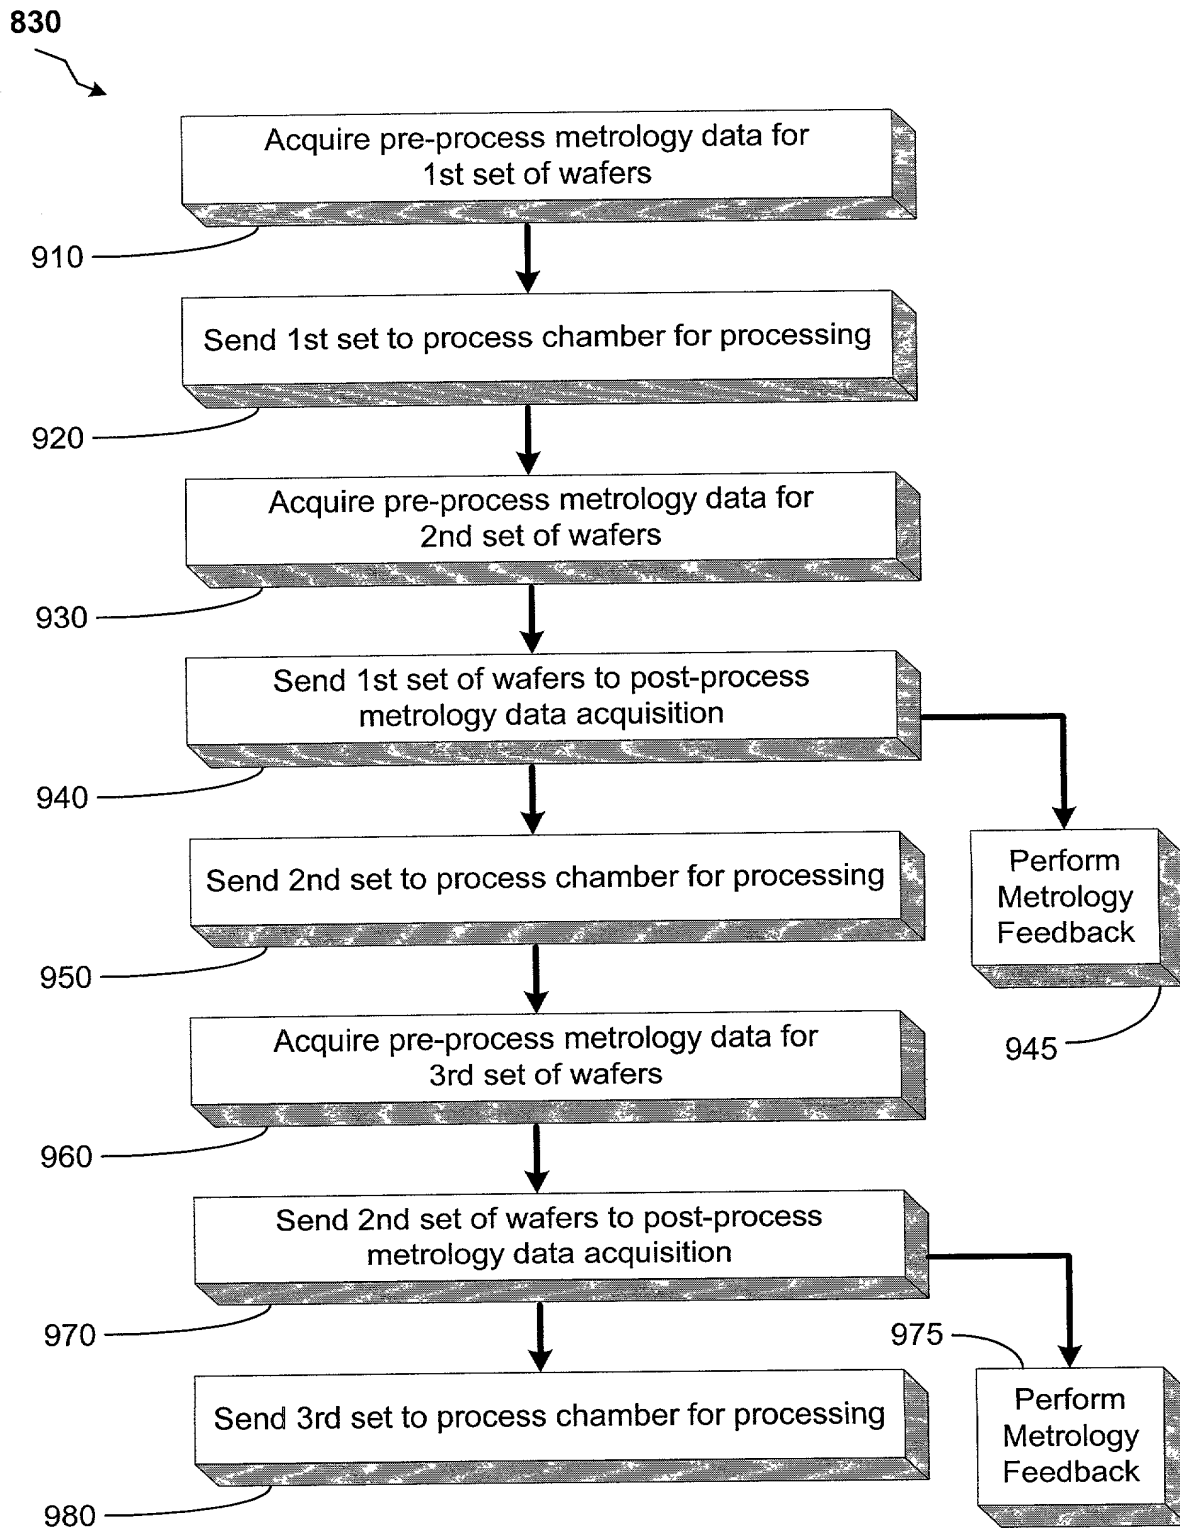 830
Acquire pre-process metrology data for
1st set of wafers
910
Send 1st set to process chamber for processing
920
Acquire pre-process metrology data for
2nd set of wafers
930
Send 1st set of wafers to post-process
metrology data acquisition
940
Send 2nd set to process chamber for processing
950
Perform
Metrology
Feedback
945
Acquire pre-process metrology data for
3rd set of wafers
960
Send 2nd set of wafers to post-process
metrology data acquisition
970
975
Send 3rd set to process chamber for processing
980
Perform
Metrology
Feedback